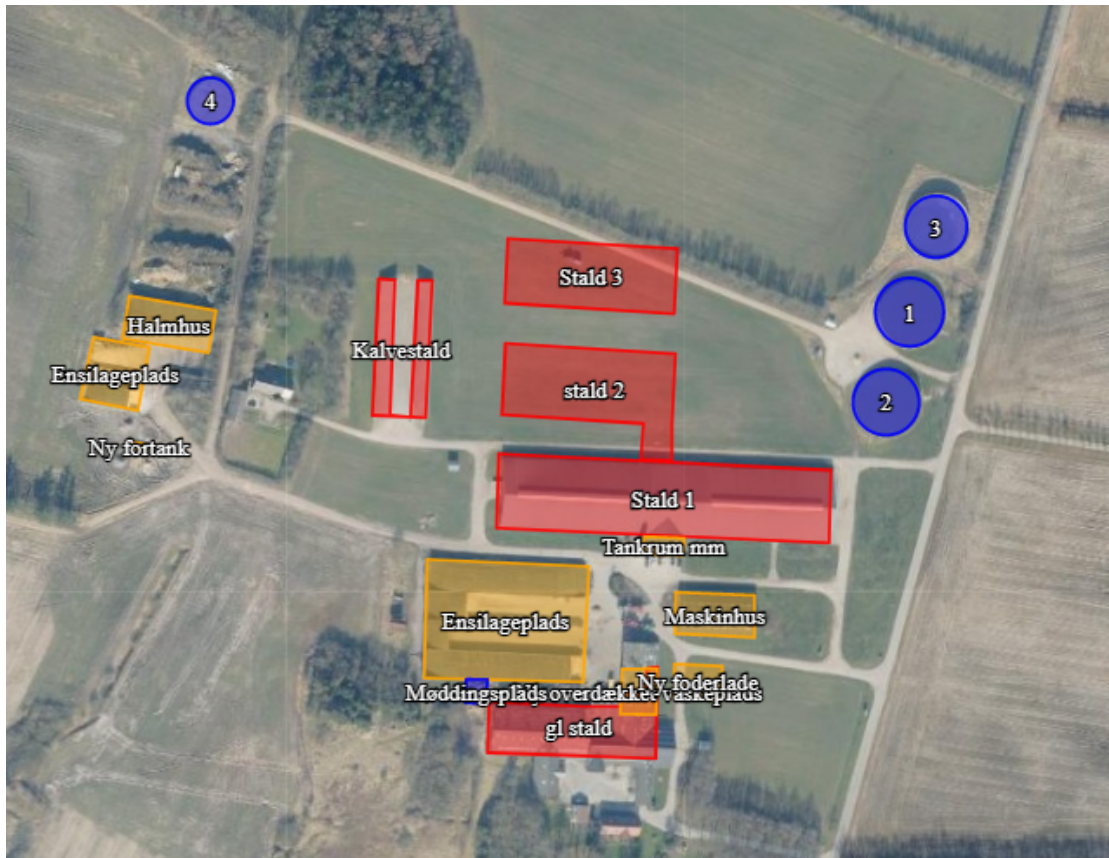 4
3
Stald 3
1
Halmhus
Kalvestald
Ensilageplads
stald 2
2
Ny fortank
Stald 1
Tankrum mm
Ensilageplads
Maskinhus
Ny foderlade
Møddingsplads
overdækket vaskeplads
gl stald